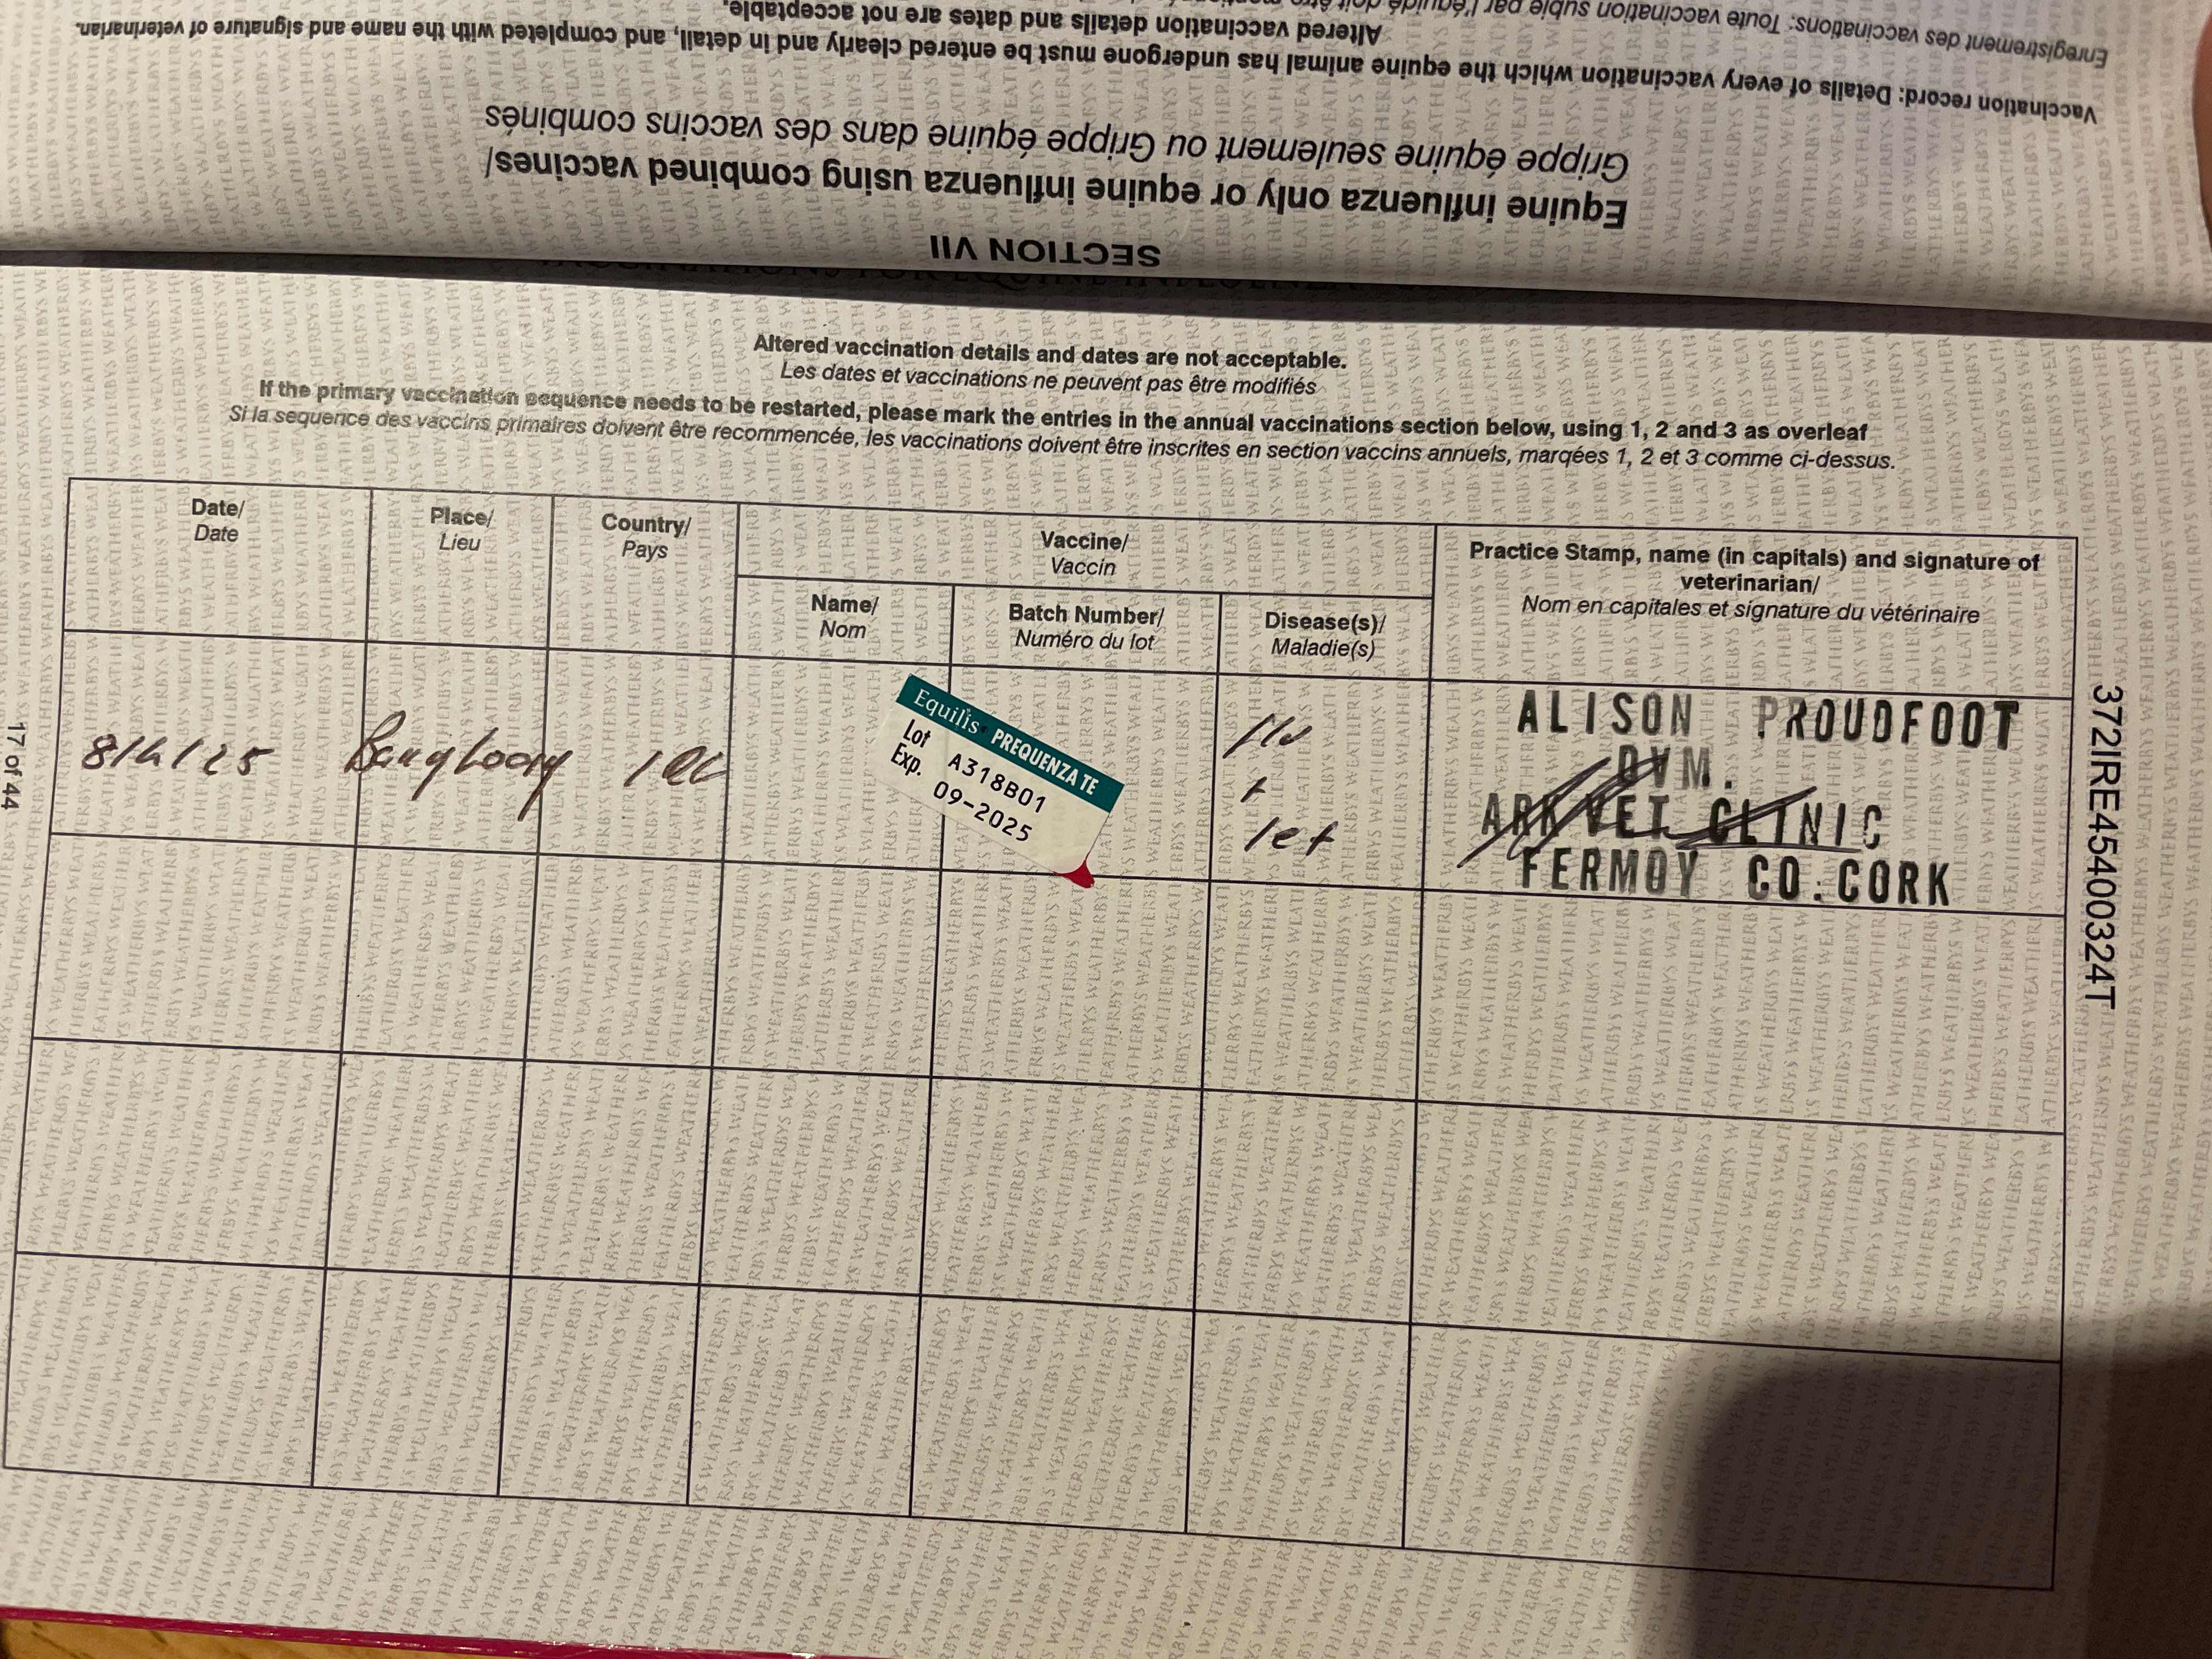 SECTION VII
Equine influenza only or equine influenza using combined vaccines/
Grippe équine seulement ou Grippe équine dans des vaccins combinés
Vaccination record: Details of every vaccination which the equine animal has undergone must be entered clearly and in detail, and completed with the name and signature of veterinarian.
Altered vaccination details and dates are not acceptable.
Enregistrement des vaccinations: Toute vaccination subie par l'équidé doit être
Altered vaccination details and dates are not acceptable.
Les dates et vaccinations ne peuvent pas être modifiés
If the primary vaccination sequence needs to be restarted, please mark the entries in the annual vaccinations section below, using 1, 2 and 3 as overleaf
Si la sequence des vaccins primaires doivent être recommencée, les vaccinations doivent être inscrites en section vaccins annuels, marqées 1, 2 et 3 comme ci-dessus.
Date/
Date
Place/
Lieu
Country/
Pays
Vaccine/
Vaccin
Name/
Nom
Batch Number/
Numéro du lot
Disease(s)/
Maladie(s)
Practice Stamp, name (in capitals) and signature of
veterinarian/
Nom en capitales et signature du vétérinaire
8/4/25
Equilis PREQUENZA TE
Lot A318B01
Exp. 09-2025
flu
+
tet
ALISON PROUDFOOT
DVM.
ARK VET CLINIC
FERMOY CO. CORK
372IRE45400324T
17 of 44